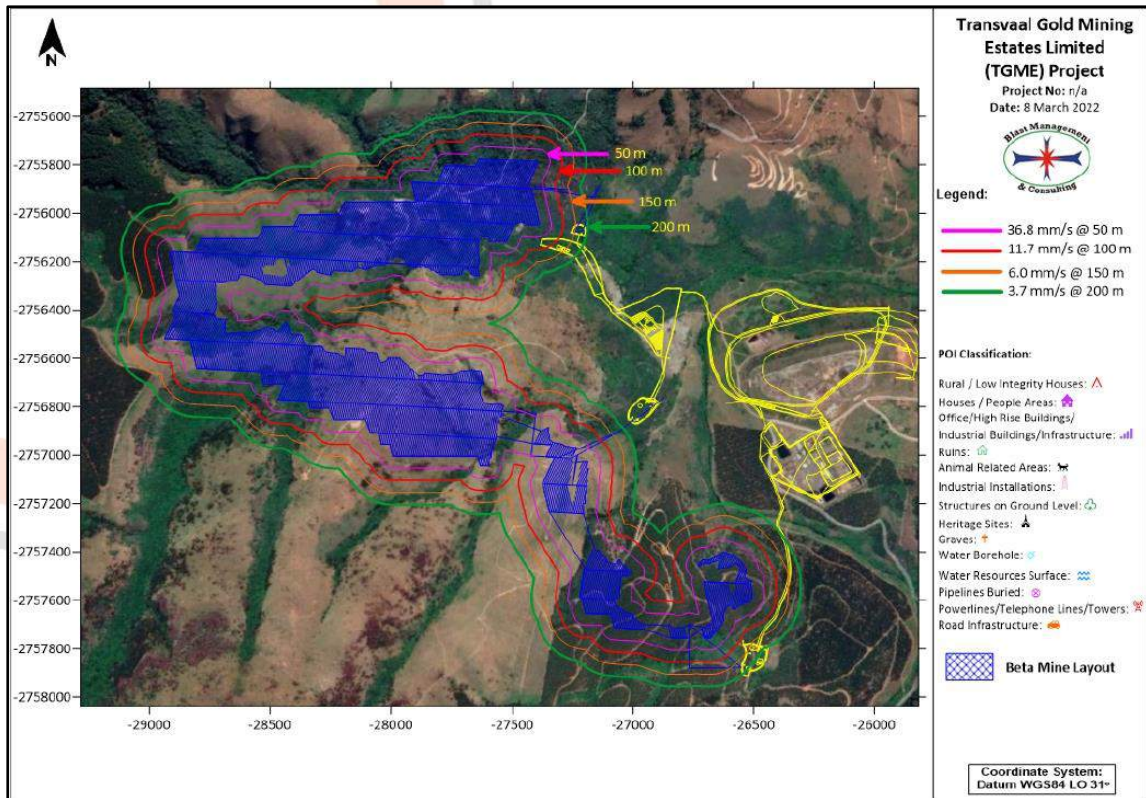 Transvaal Gold Mining
Estates Limited
(TGME) Project
Project No: n/a
Date: 8 March 2022
Blast Management
& Consulting
Legend:
36.8 mm/s @ 50 m
11.7 mm/s @ 100 m
6.0 mm/s @ 150 m
3.7 mm/s @ 200 m
POI Classification:
Rural / Low Integrity Houses:
Houses / People Areas:
Office/High Rise Buildings/
Industrial Buildings/Infrastructure:
Ruins:
Animal Related Areas:
Industrial Installations:
Structures on Ground Level:
Heritage Sites:
Graves:
Water Borehole:
Water Resources Surface:
Pipelines Buried:
Powerlines/Telephone Lines/Towers:
Road Infrastructure:
Beta Mine Layout
Coordinate System:
Datum WGS84 LO 31°
N
-2755600
-2755800
-2756000
-2756200
-2756400
-2756600
-2756800
-2757000
-2757200
-2757400
-2757600
-2757800
-2758000
50 m
100 m
150 m
200 m
-29000
-28500
-28000
-27500
-27000
-26500
-26000